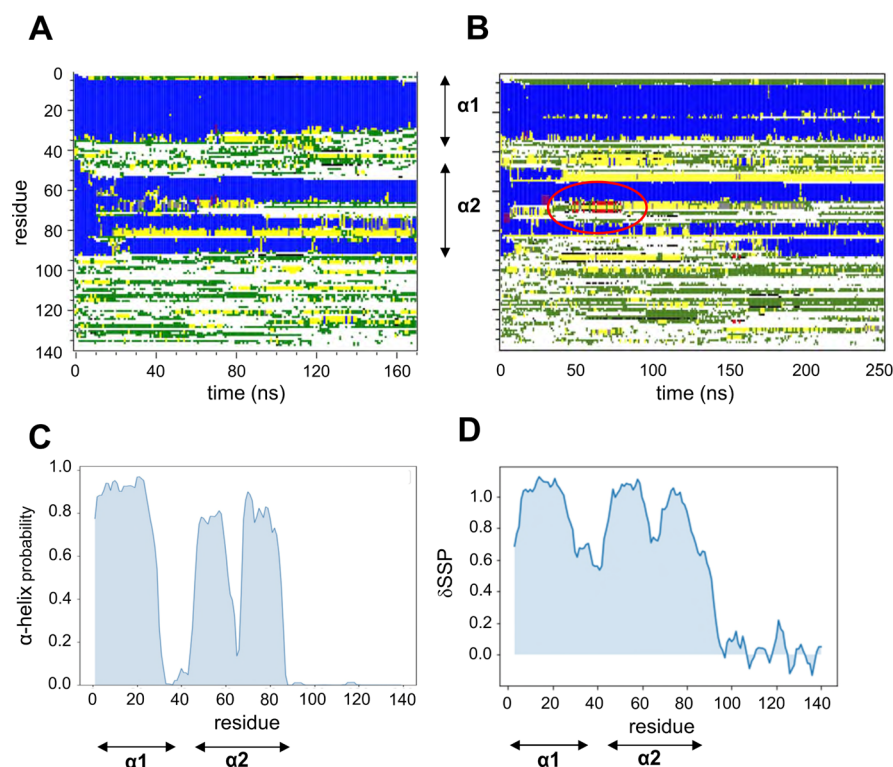 A
B
0
20
40
60
80
100
120
140
residue
0 40 80 120 160
time (ns)
α1
α2
0 50 100 150 200 250
time (ns)
C
D
1.0
0.8
0.6
0.4
0.2
0.0
α-helix probability
0 20 40 60 80 100 120 140
residue
α1 α2
1.0
0.8
0.6
0.4
0.2
0.0
δSSP
0 20 40 60 80 100 120 140
residue
α1 α2